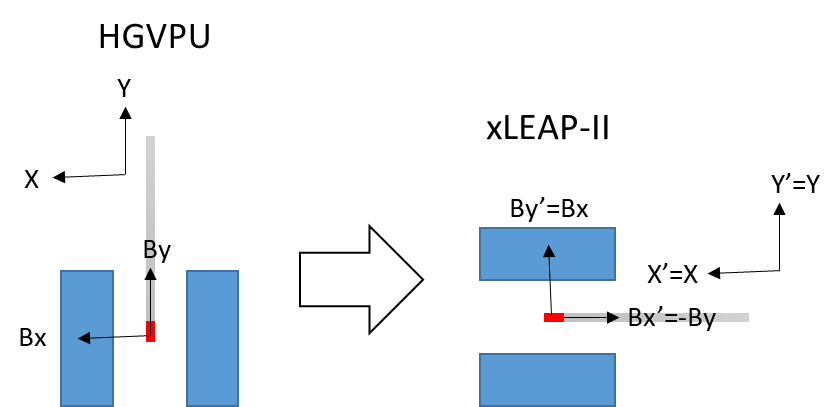 HGVPU
Y
X
By
Bx
xLEAP-II
Y’=Y
By’=Bx
X’=X
Bx’=-By